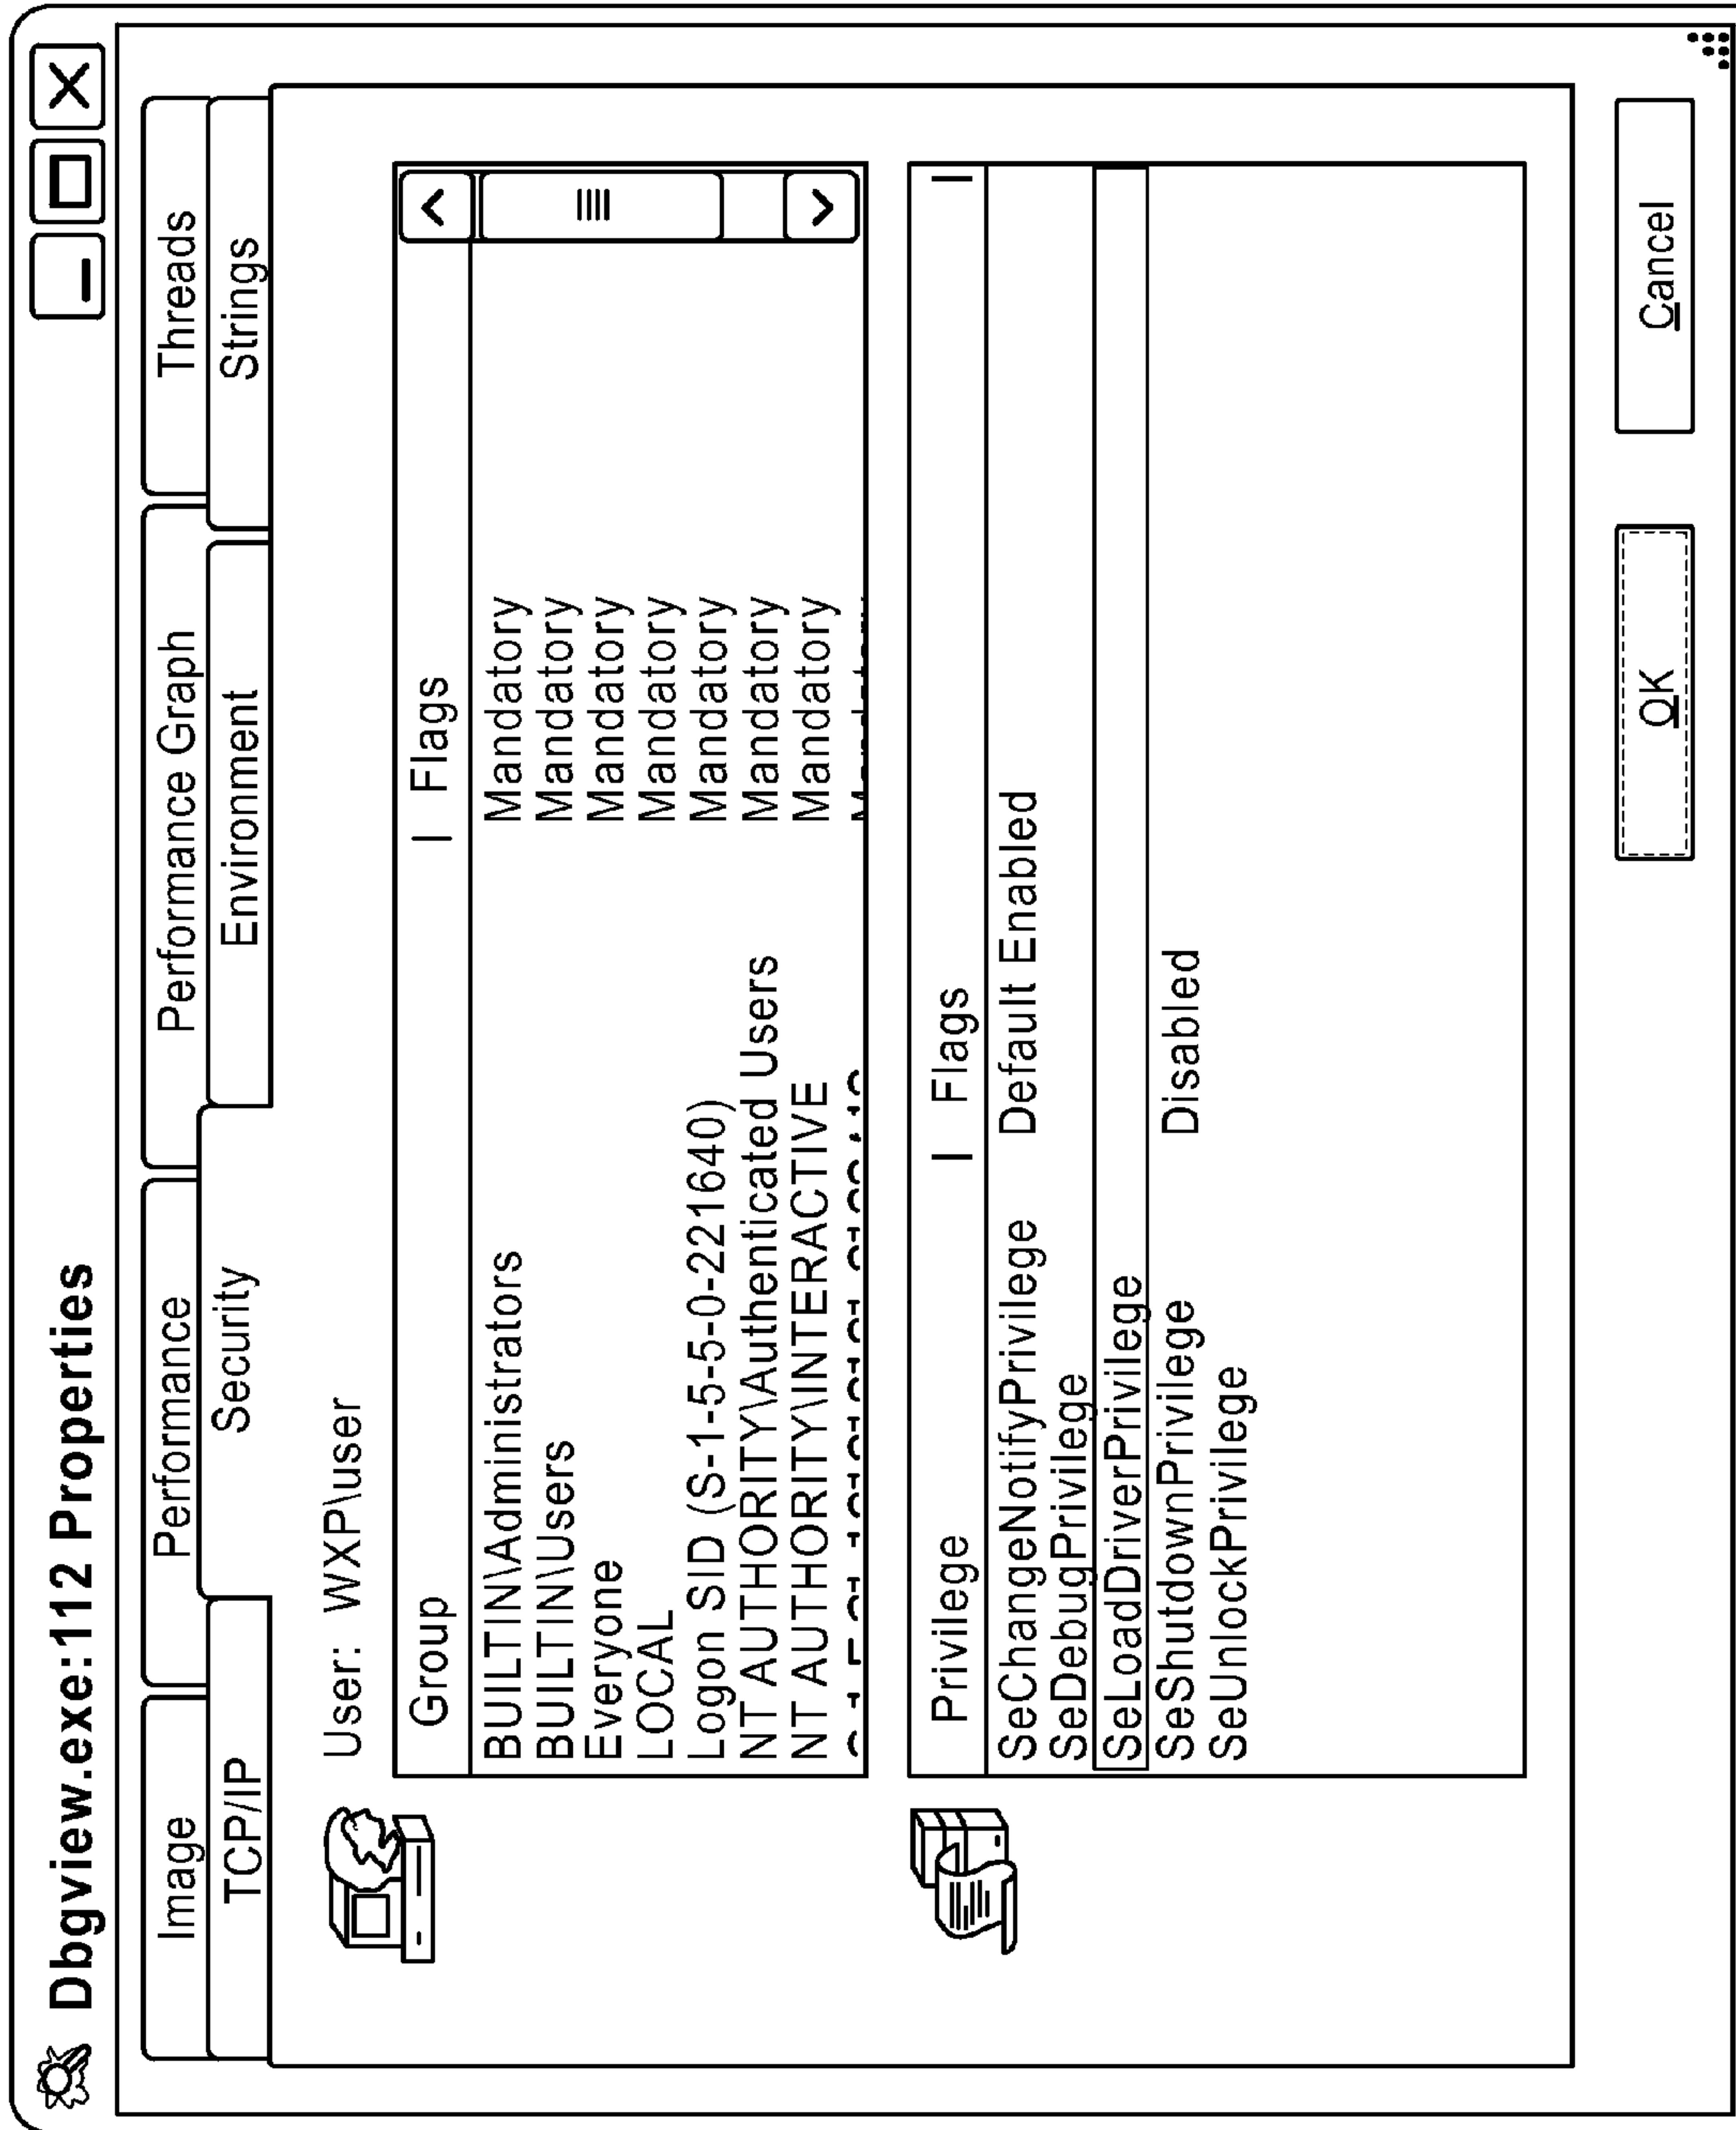 Dbgview.exe:112 Properties
Image Performance Performance Graph Threads
TCP/IP Security Environment Strings
User: WXP\user
Group | Flags
BUILTIN\Administrators Mandatory
BUILTIN\Users Mandatory
Everyone Mandatory
LOCAL Mandatory
Logon SID (S-1-5-5-0-221640) Mandatory
NT AUTHORITY\Authenticated Users Mandatory
NT AUTHORITY\INTERACTIVE Mandatory
Privilege | Flags |
SeChangeNotifyPrivilege Default Enabled
SeDebugPrivilege
SeLoadDriverPrivilege
SeShutdownPrivilege Disabled
SeUnlockPrivilege
OK Cancel